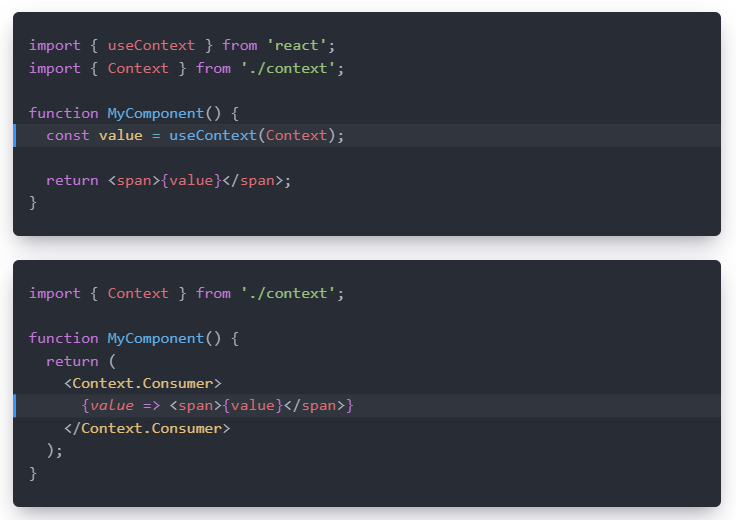 import { useContext } from 'react';
import { Context } from './context';
function MyComponent() {
  const value = useContext(Context);
  return <span>{value}</span>;
}
import { Context } from './context';
function MyComponent() {
  return (
    <Context.Consumer>
      {value => <span>{value}</span>}
    </Context.Consumer>
  );
}